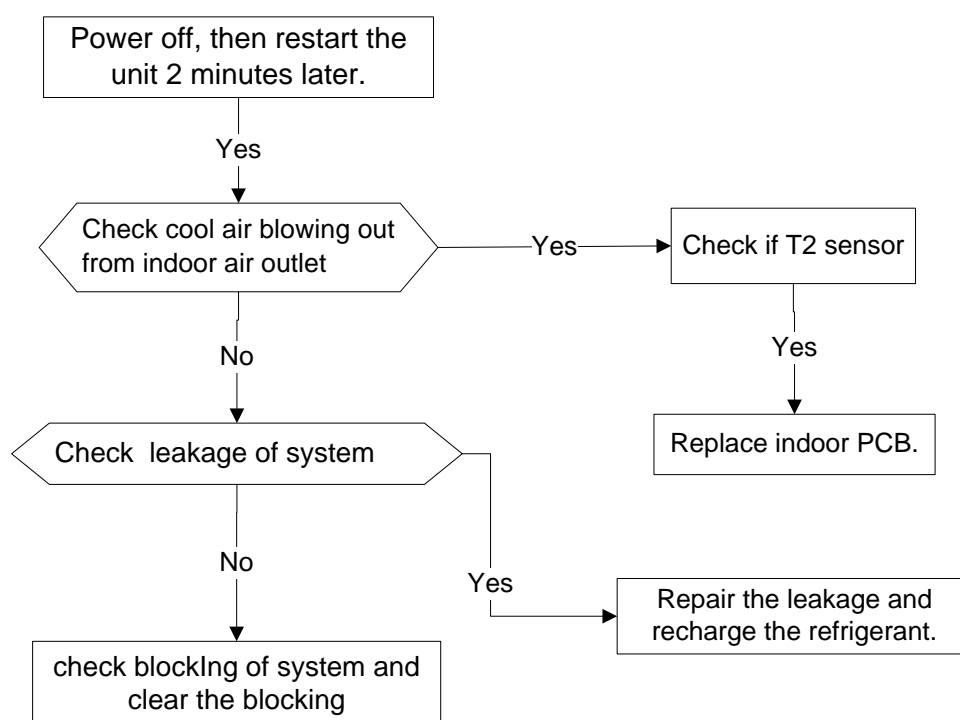 Power off, then restart the
unit 2 minutes later.
Yes
Check cool air blowing out
from indoor air outlet
Yes
Check if T2 sensor
No
Yes
Check leakage of system
Replace indoor PCB.
No
Yes
Repair the leakage and
recharge the refrigerant.
check blockIng of system and
clear the blocking